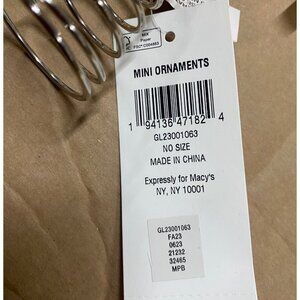 MIX
Paper
FSC® C004463
MINI ORNAMENTS
1 94136 47182 4
GL23001063
NO SIZE
MADE IN CHINA
Expressly for Macy's
NY, NY 10001
GL23001063
FA23
0623
21232
32465
MPB